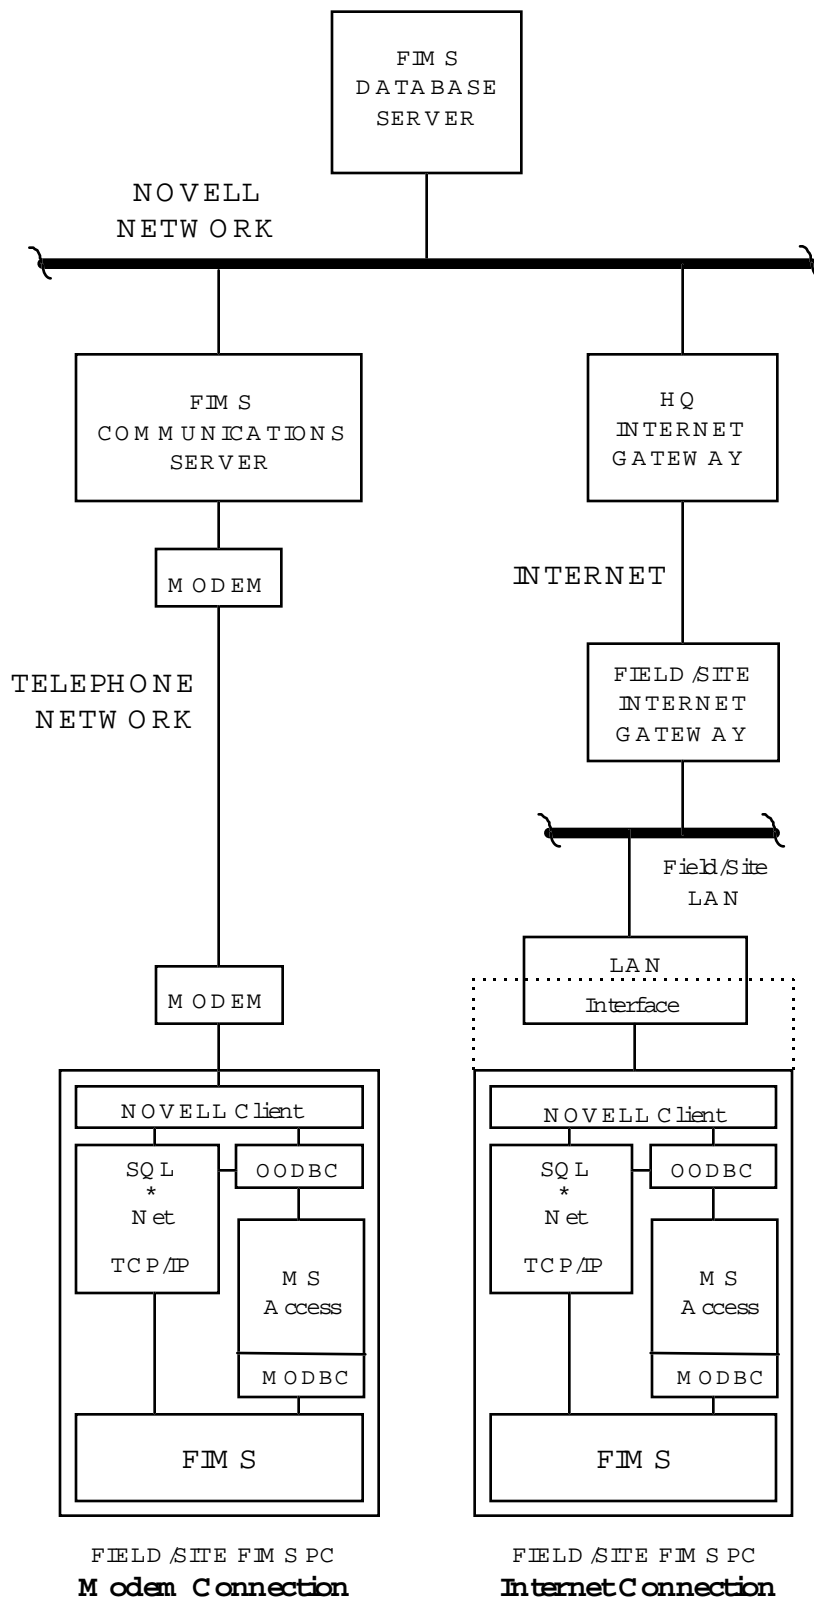 FIMS
DATABASE
SERVER
NOVELL
NETWORK
FIMS
COMMUNICATIONS
SERVER
HQ
INTERNET
GATEWAY
MODEM
INTERNET
TELEPHONE
NETWORK
FIELD/SITE
INTERNET
GATEWAY
Field/Site
LAN
MODEM
LAN
Interface
NOVELL Client
SQL
*
Net
TCP/IP
OODBC
MS
Access
MODBC
FIMS
NOVELL Client
SQL
*
Net
TCP/IP
OODBC
MS
Access
MODBC
FIMS
FIELD/SITE FIMS PC
Modem Connection
FIELD/SITE FIMS PC
Internet Connection